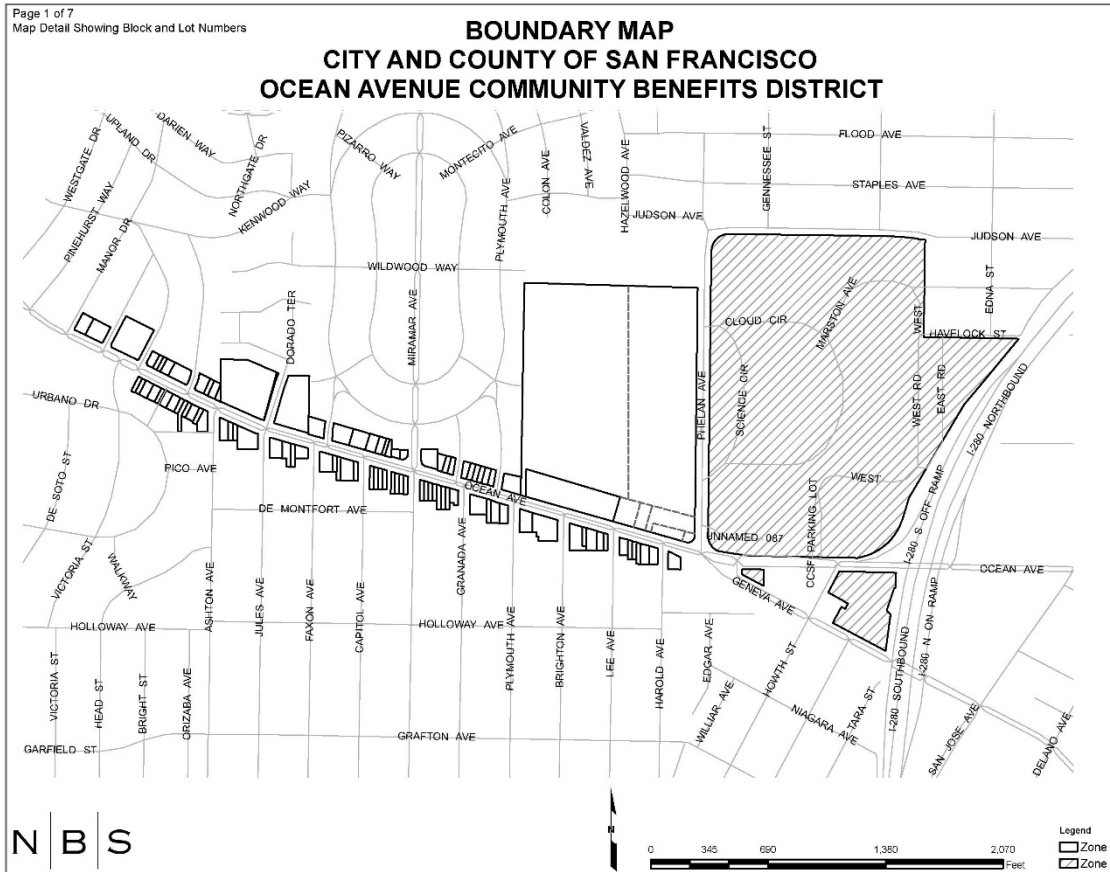 Page 1 of 7
Map Detail Showing Block and Lot Numbers
BOUNDARY MAP
CITY AND COUNTY OF SAN FRANCISCO
OCEAN AVENUE COMMUNITY BENEFITS DISTRICT
WESTGATE DR
UPLAND DR
DARIEN WAY
NORTHGATE DR
PIZARRO WAY
MONTECITO AVE
COLON AVE
VALDEZ AVE
HAZELWOOD AVE
GENNESSEE ST
FLOOD AVE
STAPLES AVE
PINEHURST WAY
MANOR DR
KENWOOD WAY
PLYMOUTH AVE
JUDSON AVE
JUDSON AVE
WILDWOOD WAY
MIRAMAR AVE
DORADO TER
CLOUD CIR
MARSTON AVE
WEST
EDNA ST
HAVELOCK ST
PHELAN AVE
SCIENCE CIR
WEST RD
EAST RD
I-280 NORTHBOUND
URBANO DR
DE SOTO ST
PICO AVE
OCEAN AVE
DE MONTFORT AVE
WEST
CCSF PARKING LOT
I-280 S OFF RAMP
UNNAMED 087
VICTORIA ST
WALKWAY
ASHTON AVE
JULES AVE
FAXON AVE
CAPITOL AVE
GRANADA AVE
GENEVA AVE
OCEAN AVE
HOLLOWAY AVE
HOLLOWAY AVE
PLYMOUTH AVE
BRIGHTON AVE
LEE AVE
HAROLD AVE
EDGAR AVE
HOWTH ST
I-280 N ON RAMP
I-280 SOUTHBOUND
VICTORIA ST
HEAD ST
BRIGHT ST
ORIZABA AVE
WILLIAR AVE
NIAGARA AVE
TARA ST
SAN JOSE AVE
DELANO AVE
GARFIELD ST
GRAFTON AVE
N B S
N
0 345 690 1,380 2,070
Feet
Legend
Zone
Zone